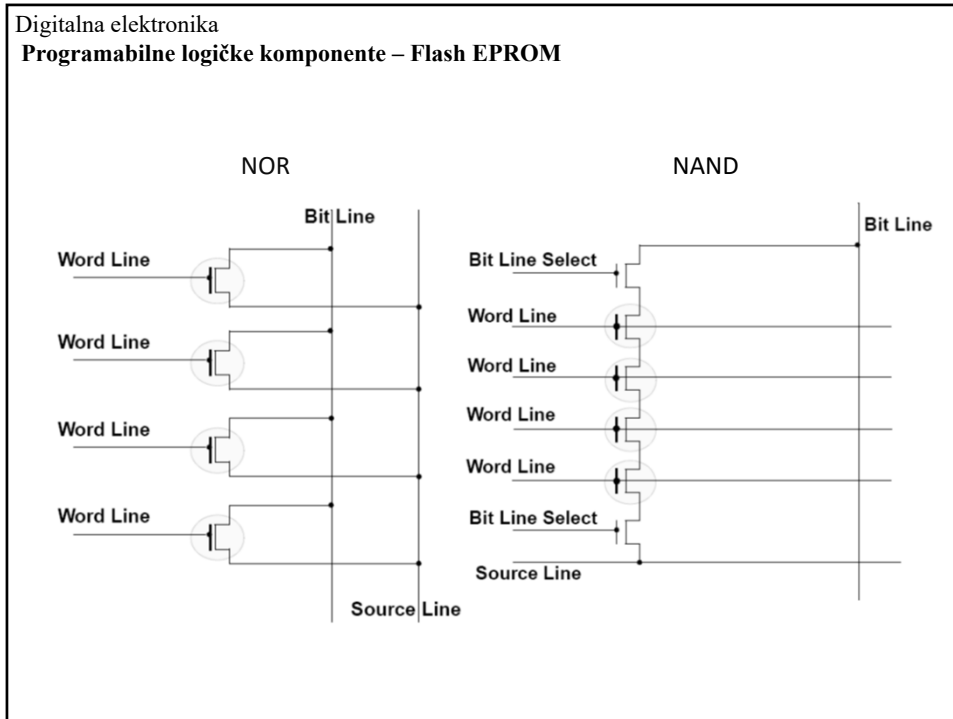 Digitalna elektronika
Programabilne logičke komponente – Flash EPROM
NOR
Bit Line
Word Line
Word Line
Word Line
Word Line
Source Line
NAND
Bit Line
Bit Line Select
Word Line
Word Line
Word Line
Word Line
Bit Line Select
Source Line